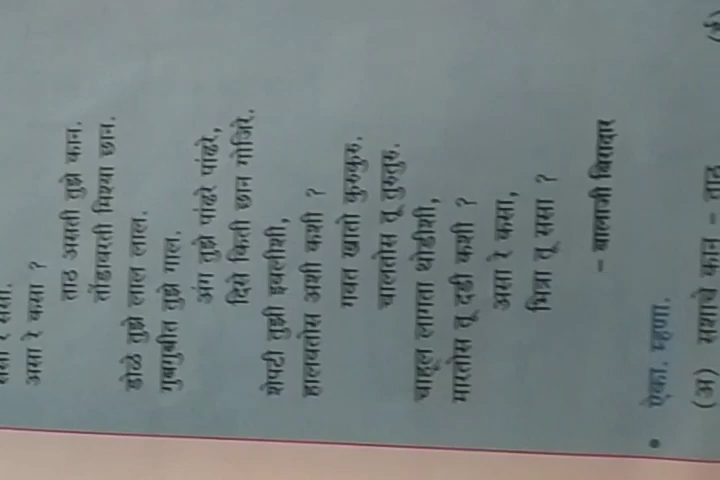 असा रे कसा ?
ताठ असती तुझे कान.
तोंडावरती मिश्या छान.
डोळे तुझे लाल लाल.
गुबगुबीत तुझे गाल.
अंग तुझे पांढरे पांढरे,
दिसे किती छान गोजिरे.
शेपटी तुझी इवलीशी,
हालवतोस अशी कशी ?
गवत खातो कुरुकुरु.
चालतोस तू तुरुतुरु.
चाहूल लागता थोडीशी,
मारतोस तू दडी कशी ?
असा रे कसा,
भित्रा तू ससा ?
– बालाजी बिरादार
• ऐका. म्हणा.
(अ) सशाचे कान – ताठ